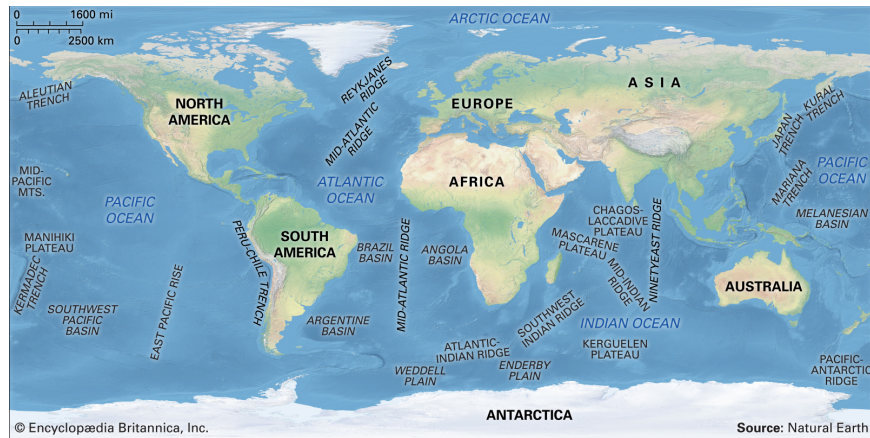 0 1600 mi
0 2500 km
ARCTIC OCEAN
ALEUTIAN
TRENCH
NORTH
AMERICA
REYKJANES
RIDGE
MID-ATLANTIC
RIDGE
EUROPE
ASIA
KURAL
TRENCH
JAPAN
TRENCH
MID-
PACIFIC
MTS.
PACIFIC
OCEAN
ATLANTIC
OCEAN
AFRICA
MARIANA
TRENCH
PACIFIC
OCEAN
MELANESIAN
BASIN
CHAGOS-
LACCADIVE
PLATEAU
MASCARENE
PLATEAU
NINETYEAST RIDGE
MID-INDIAN
RIDGE
MANIHIKI
PLATEAU
KERMADEC
TRENCH
PERU-CHILE TRENCH
SOUTH
AMERICA
BRAZIL
BASIN
MID-ATLANTIC RIDGE
ANGOLA
BASIN
AUSTRALIA
SOUTHWEST
PACIFIC
BASIN
EAST PACIFIC RISE
ARGENTINE
BASIN
SOUTHWEST
INDIAN RIDGE
INDIAN OCEAN
ATLANTIC-
INDIAN RIDGE
KERGUELEN
PLATEAU
WEDDELL
PLAIN
ENDERBY
PLAIN
PACIFIC-
ANTARCTIC
RIDGE
ANTARCTICA
© Encyclopædia Britannica, Inc.
Source: Natural Earth